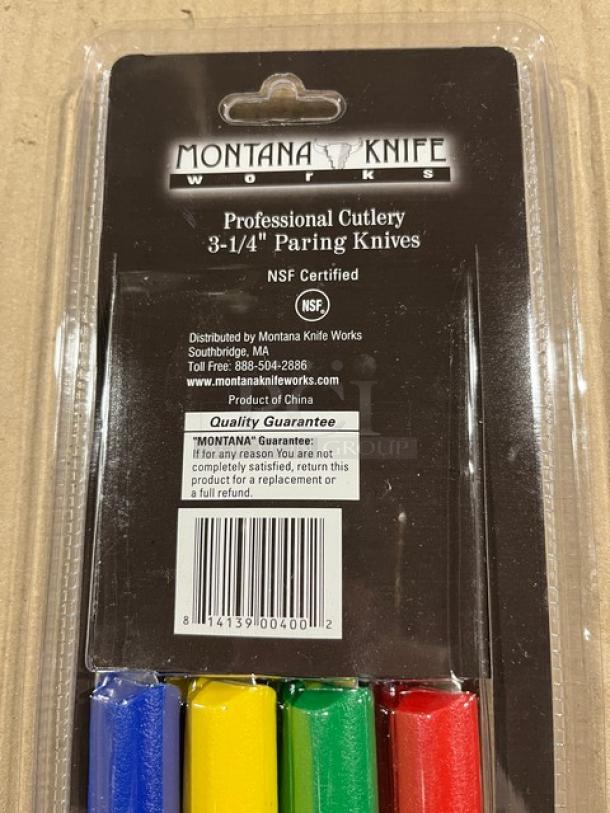 MONTANA KNIFE
works
Professional Cutlery
3-1/4" Paring Knives
NSF Certified
NSF
Distributed by Montana Knife Works
Southbridge, MA
Toll Free: 888-504-2886
www.montanaknifeworks.com
Product of China
Quality Guarantee
"MONTANA" Guarantee:
If for any reason You are not
completely satisfied, return this
product for a replacement or
a full refund.
GROUP
8 14139 00400 2